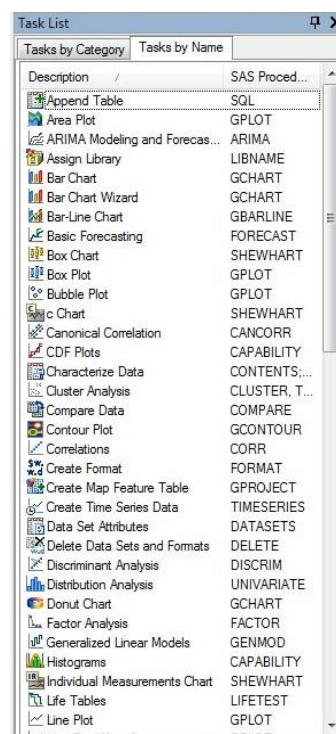 Task List
Tasks by Category Tasks by Name
Description SAS Proced...
Append Table SQL
Area Plot GPLOT
ARIMA Modeling and Forecas... ARIMA
Assign Library LIBNAME
Bar Chart GCHART
Bar Chart Wizard GCHART
Bar-Line Chart GBARLINE
Basic Forecasting FORECAST
Box Chart SHEWHART
Box Plot GPLOT
Bubble Plot GPLOT
c Chart SHEWHART
Canonical Correlation CANCORR
CDF Plots CAPABILITY
Characterize Data CONTENTS;...
Cluster Analysis CLUSTER, T...
Compare Data COMPARE
Contour Plot GCONTOUR
Correlations CORR
Create Format FORMAT
Create Map Feature Table GPROJECT
Create Time Series Data TIMESERIES
Data Set Attributes DATASETS
Delete Data Sets and Formats DELETE
Discriminant Analysis DISCRIM
Distribution Analysis UNIVARIATE
Donut Chart GCHART
Factor Analysis FACTOR
Generalized Linear Models GENMOD
Histograms CAPABILITY
Individual Measurements Chart SHEWHART
Life Tables LIFETEST
Line Plot GPLOT